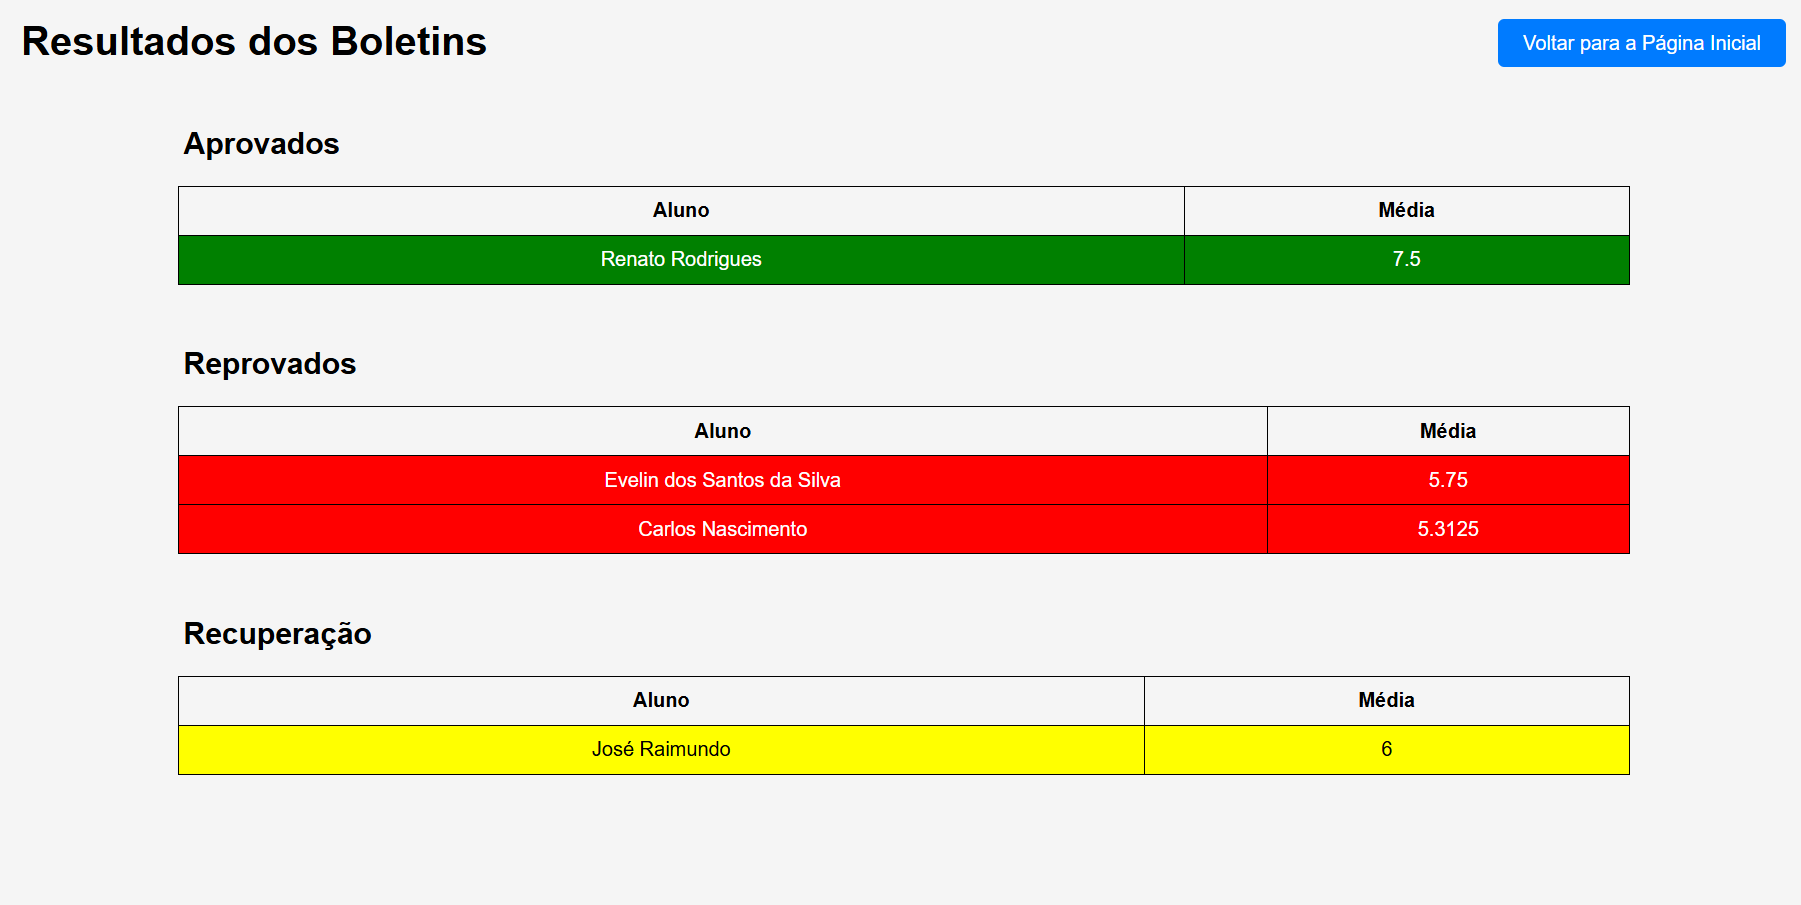 Resultados dos Boletins
Voltar para a Página Inicial
Aprovados
Aluno Média
Renato Rodrigues 7.5
Reprovados
Aluno Média
Evelin dos Santos da Silva 5.75
Carlos Nascimento 5.3125
Recuperação
Aluno Média
José Raimundo 6